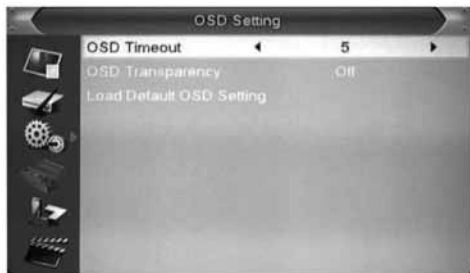 OSD Setting
OSD Timeout 5
OSD Transparency Off
Load Default OSD Setting